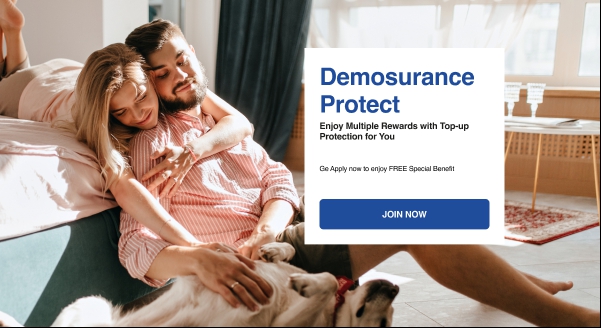 Demosurance
Protect
Enjoy Multiple Rewards with Top-up
Protection for You
Ge Apply now to enjoy FREE Special Benefit
JOIN NOW